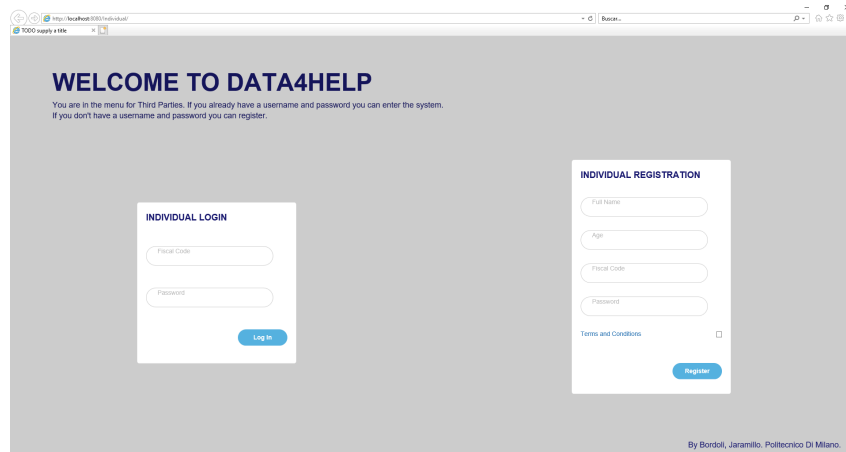 http://localhost:8080/Individual/
Buscar...
TODO supply a title
WELCOME TO DATA4HELP
You are in the menu for Third Parties. If you already have a username and password you can enter the system.
If you don't have a username and password you can register.
INDIVIDUAL LOGIN
Fiscal Code
Password
Log In
INDIVIDUAL REGISTRATION
Full Name
Age
Fiscal Code
Password
Terms and Conditions
Register
By Bordoli, Jaramillo. Politecnico Di Milano.